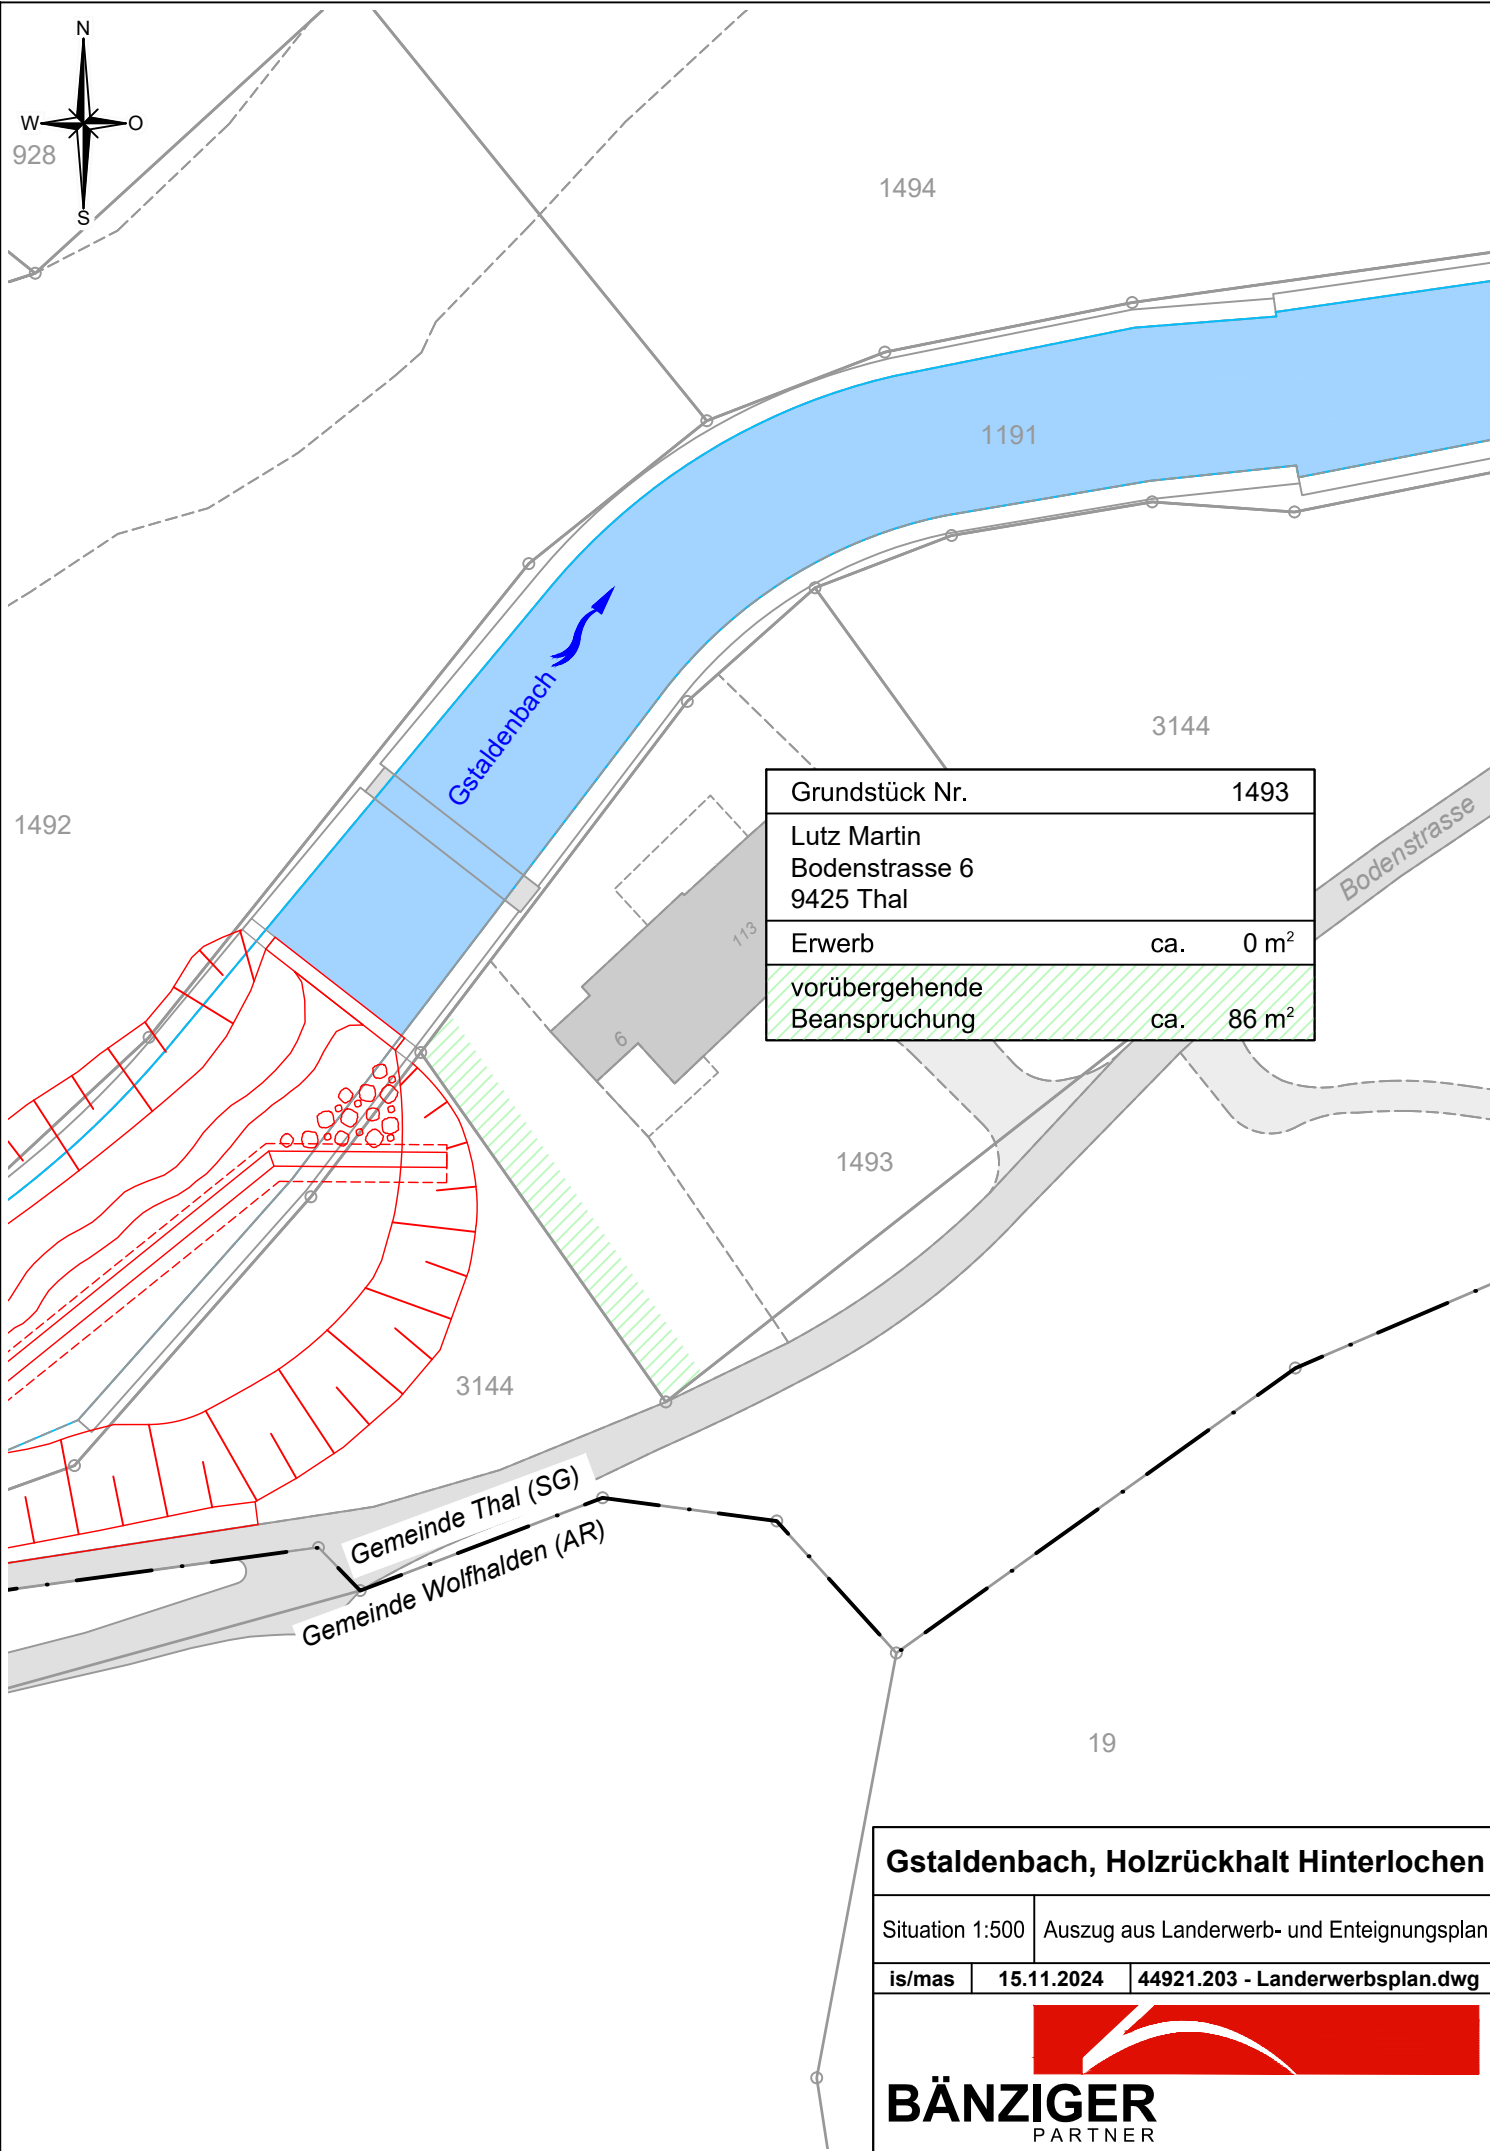 N
W O
S
928
1494
1191
Gstaldenbach
3144
1492
Grundstück Nr. 1493
Lutz Martin
Bodenstrasse 6
9425 Thal
Erwerb ca. 0 m²
vorübergehende
Beanspruchung ca. 86 m²
Bodenstrasse
113
6
1493
3144
Gemeinde Thal (SG)
Gemeinde Wolfhalden (AR)
19
Gstaldenbach, Holzrückhalt Hinterlochen
Situation 1:500 Auszug aus Landerwerb- und Enteignungsplan
is/mas 15.11.2024 44921.203 - Landerwerbsplan.dwg
BÄNZIGER
PARTNER